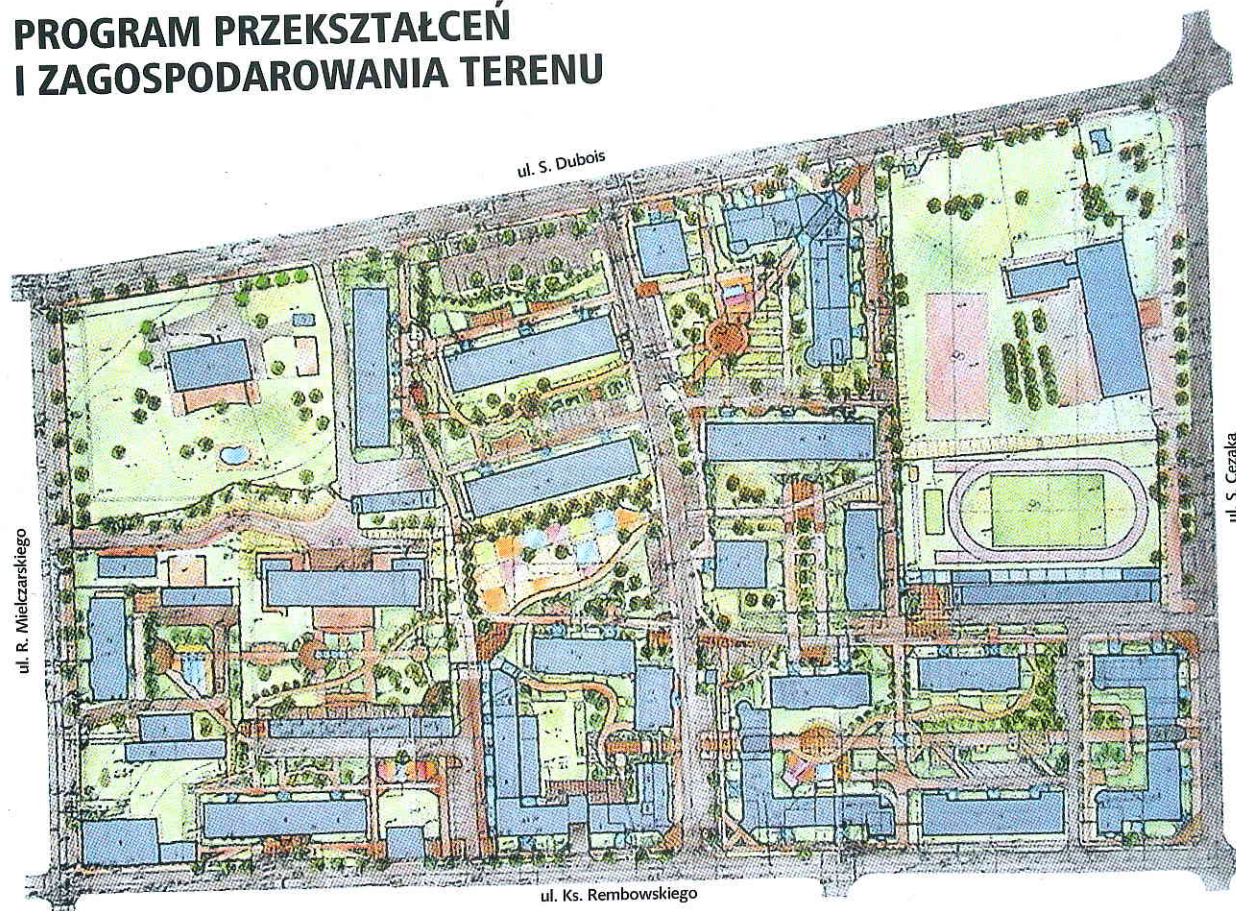 PROGRAM PRZEKSZTAŁCEŃ
I ZAGOSPODAROWANIA TERENU
ul. S. Dubois
ul. R. Mielczarskiego
ul. S. Cezaka
ul. Ks. Rembowskiego